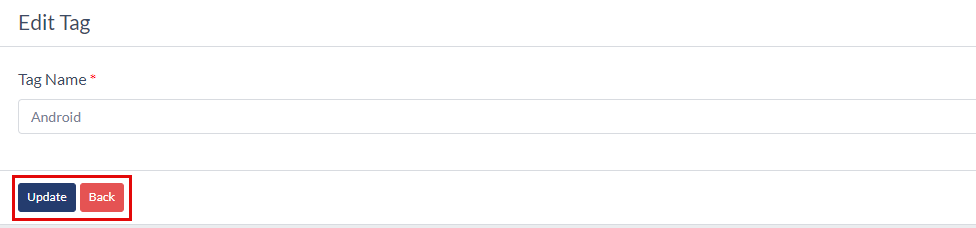 Edit Tag
Tag Name *
Android
Update Back